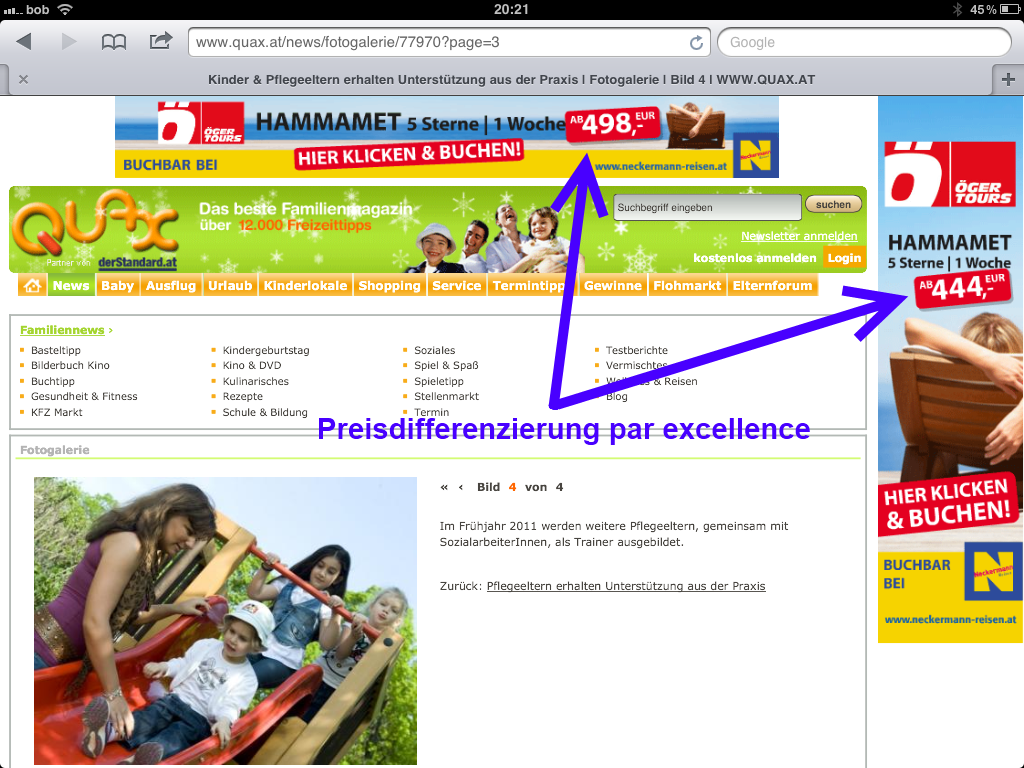 bob
20:21
45%
www.quax.at/news/fotogalerie/77970?page=3
Google
Kinder & Pflegeeltern erhalten Unterstützung aus der Praxis | Fotogalerie | Bild 4 | WWW.QUAX.AT
Ö ÖGER TOURS
HAMMAMET 5 Sterne | 1 Woche
AB 498,- EUR
HIER KLICKEN & BUCHEN!
BUCHBAR BEI
www.neckermann-reisen.at
N Neckermann
QUAX
Partner von derStandard.at
Das beste Familienmagazin
über 12.000 Freizeittipps
Suchbegriff eingeben
suchen
Newsletter anmelden
kostenlos anmelden Login
News Baby Ausflug Urlaub Kinderlokale Shopping Service Termintipp Gewinne Flohmarkt Elternforum
Familiennews ›
Basteltipp
Bilderbuch Kino
Buchtipp
Gesundheit & Fitness
KFZ Markt
Kindergeburtstag
Kino & DVD
Kulinarisches
Rezepte
Schule & Bildung
Soziales
Spiel & Spaß
Spieletipp
Stellenmarkt
Termin
Testberichte
Vermischtes
Wellness & Reisen
Blog
Preisdifferenzierung par excellence
Fotogalerie
« ‹ Bild 4 von 4
Im Frühjahr 2011 werden weitere Pflegeeltern, gemeinsam mit
SozialarbeiterInnen, als Trainer ausgebildet.
Zurück: Pflegeeltern erhalten Unterstützung aus der Praxis
Ö ÖGER
TOURS
HAMMAMET
5 Sterne | 1 Woche
AB 444,- EUR
HIER KLICKEN
& BUCHEN!
BUCHBAR
BEI
N Neckermann
www.neckermann-reisen.at